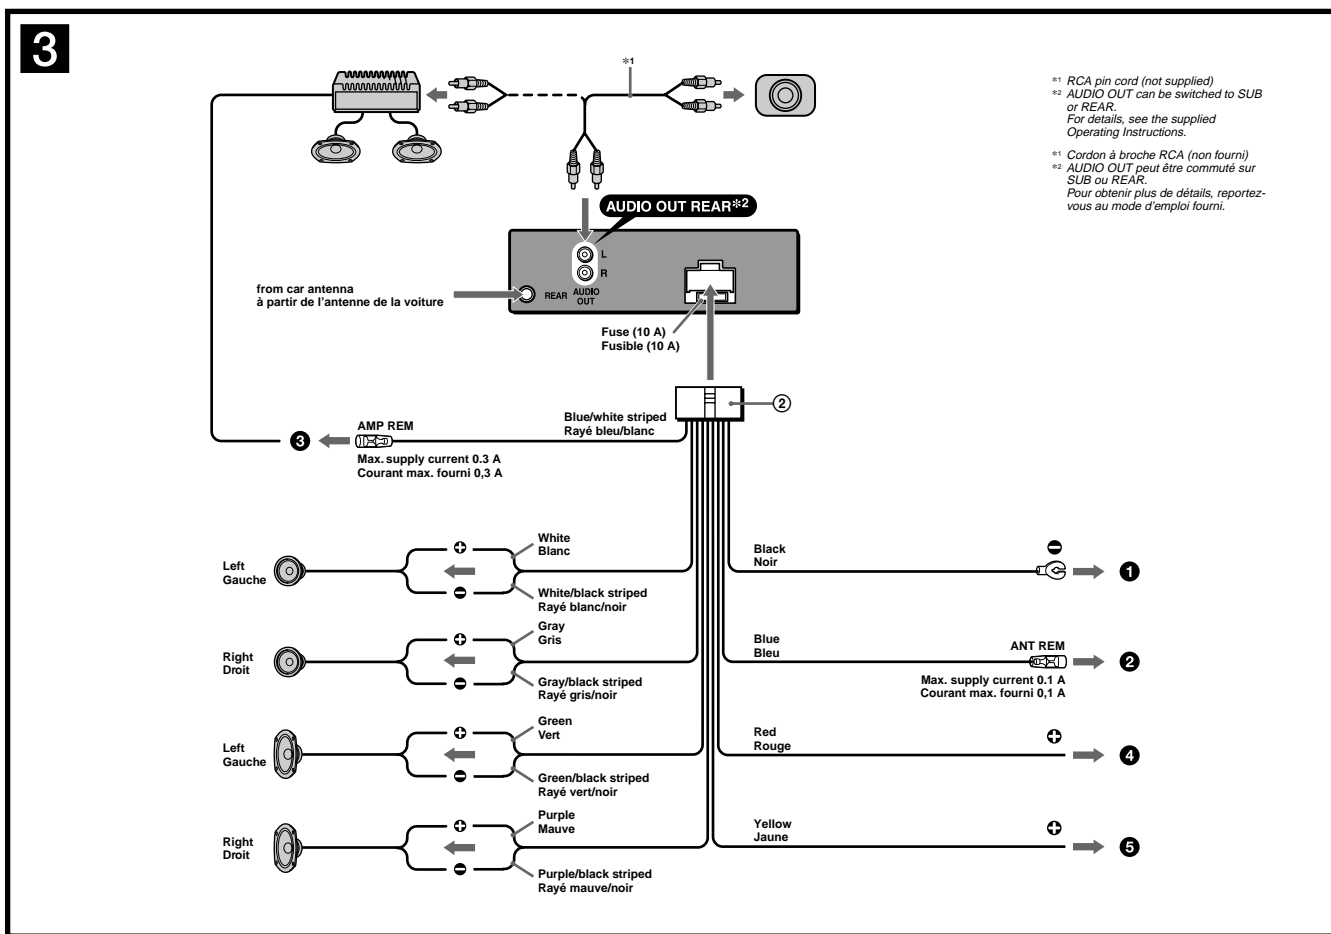 3
*1
*1 RCA pin cord (not supplied)
*2 AUDIO OUT can be switched to SUB
or REAR.
For details, see the supplied
Operating Instructions.
*1 Cordon à broche RCA (non fourni)
*2 AUDIO OUT peut être commuté sur
SUB ou REAR.
Pour obtenir plus de détails, reportez-
vous au mode d'emploi fourni.
AUDIO OUT REAR*2
L
R
REAR
AUDIO
OUT
from car antenna
à partir de l'antenne de la voiture
Fuse (10 A)
Fusible (10 A)
2
Blue/white striped
Rayé bleu/blanc
3
AMP REM
Max. supply current 0.3 A
Courant max. fourni 0,3 A
White
Blanc
Left
Gauche
White/black striped
Rayé blanc/noir
Black
Noir
1
Gray
Gris
Right
Droit
Gray/black striped
Rayé gris/noir
Blue
Bleu
ANT REM
2
Max. supply current 0.1 A
Courant max. fourni 0,1 A
Green
Vert
Left
Gauche
Green/black striped
Rayé vert/noir
Red
Rouge
4
Purple
Mauve
Right
Droit
Purple/black striped
Rayé mauve/noir
Yellow
Jaune
5